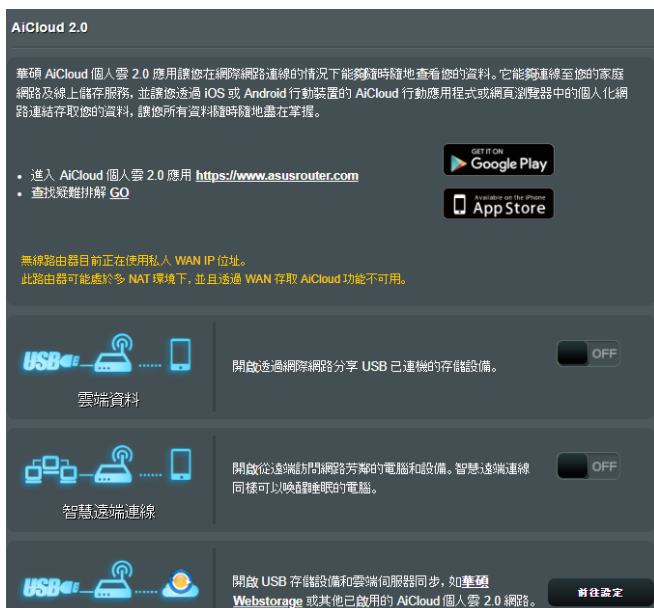 AiCloud 2.0
華碩 AiCloud 個人雲 2.0 應用讓您在網際網路連線的情況下能夠隨時隨地查看您的資料。它能夠連線至您的家庭
網路及線上儲存服務, 並讓您透過 iOS 或 Android 行動裝置的 AiCloud 行動應用程式或網頁瀏覽器中的個人化網
路連結存取您的資料, 讓您所有資料隨時隨地盡在掌握。
GET IT ON
Google Play
進入 AiCloud 個人雲 2.0 應用 https://www.asusrouter.com
查找疑難排解 GO
Available on the iPhone
App Store
無線路由器目前正在使用私人 WAN IP 位址。
此路由器可能處於多 NAT 環境下, 並且透過 WAN 存取 AiCloud 功能不可用。
USB
雲端資料
開啟透過網際網路分享 USB 已連機的存儲設備。
OFF
智慧遠端連線
開啟從遠端訪問網路芳鄰的電腦和設備。智慧遠端連線
同樣可以喚醒睡眠的電腦。
OFF
USB
開啟 USB 存儲設備和雲端伺服器同步, 如華碩
Webstorage 或其他已啟用的 AiCloud 個人雲 2.0 網路。
前往設定